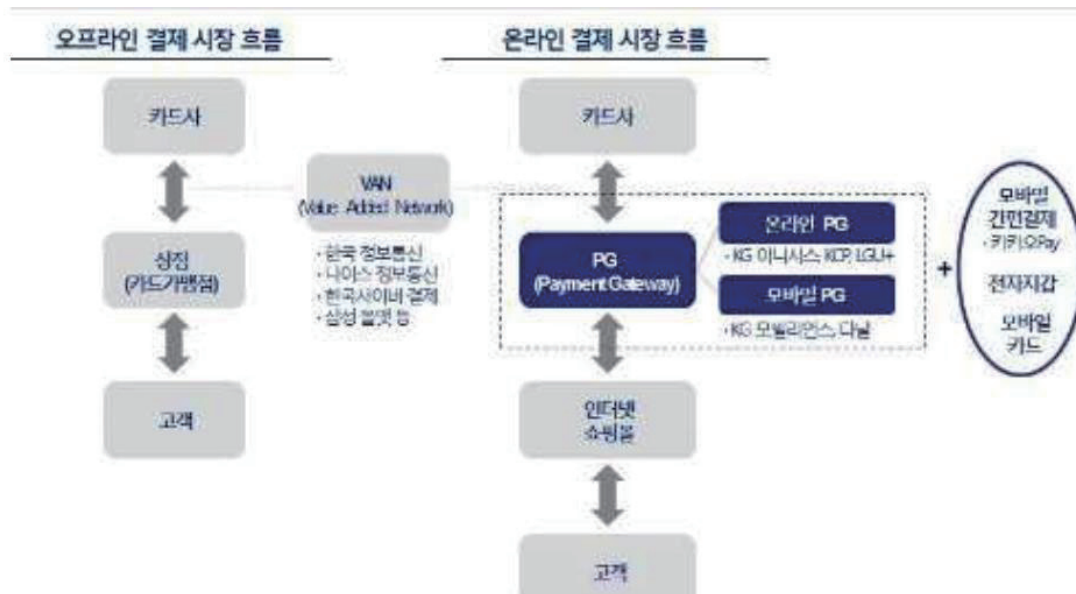 오프라인 결제 시장 흐름
카드사
상점
(카드가맹점)
고객
VAN
(Value Added Network)
· 한국 정보통신
· 나이스 정보통신
· 한국사이버 결제
· 삼성 올앳 등
온라인 결제 시장 흐름
카드사
PG
(Payment Gateway)
온라인 PG
· KG 이니시스, KCP, LGU+
모바일 PG
· KG 모빌리언스, 다날
인터넷
쇼핑몰
고객
+
모바일
간편결제
· 카카오Pay
전자지갑
모바일
카드